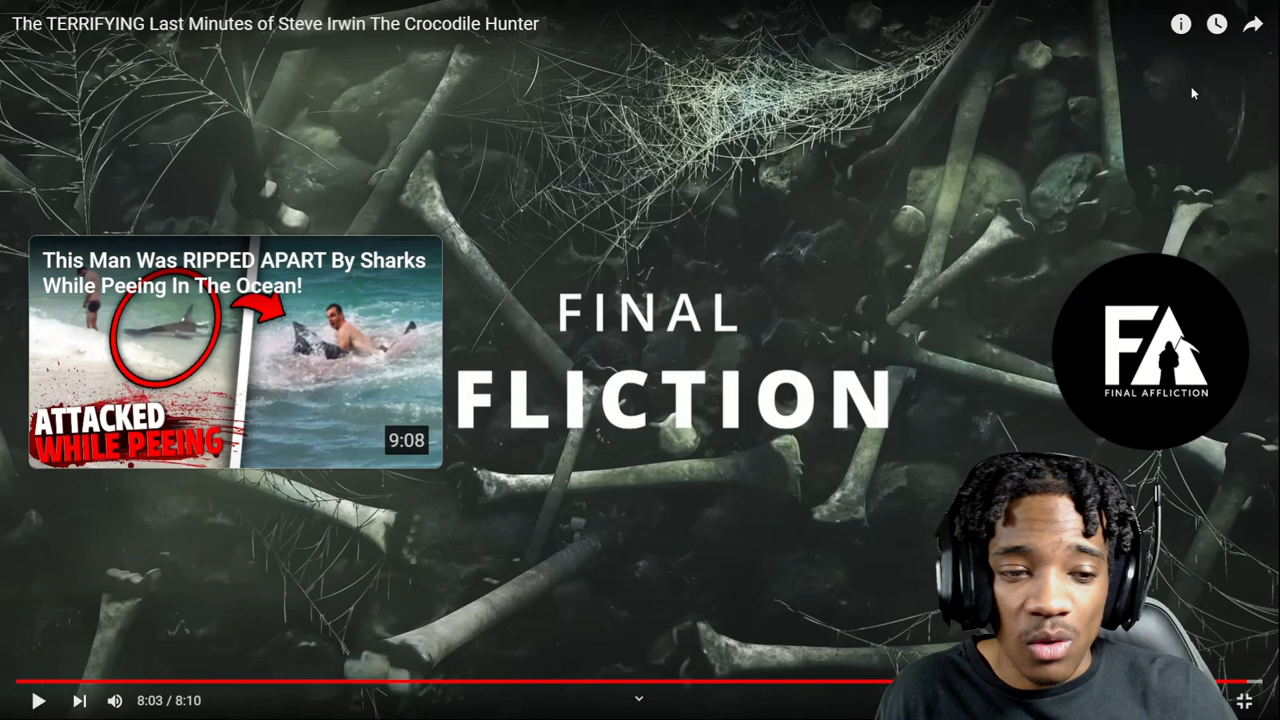 The TERRIFYING Last Minutes of Steve Irwin The Crocodile Hunter
This Man Was RIPPED APART By Sharks
While Peeing In The Ocean!
ATTACKED
WHILE PEEING
9:08
FINAL
FLICTION
FA
FINAL AFFLICTION
8:03 / 8:10